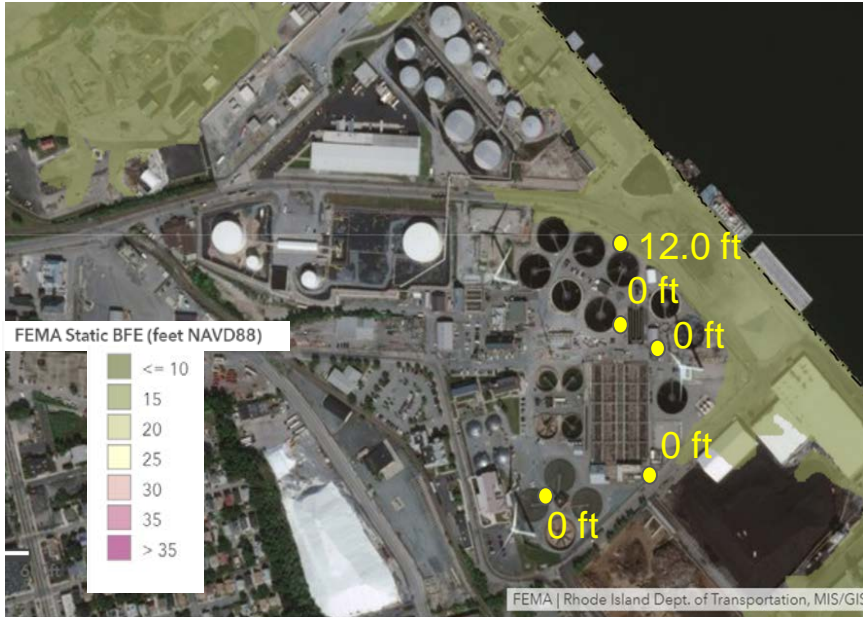 12.0 ft
0 ft
0 ft
FEMA Static BFE (feet NAVD88)
<= 10
15
20
25
30
35
> 35
0 ft
0 ft
FEMA | Rhode Island Dept. of Transportation, MIS/GIS